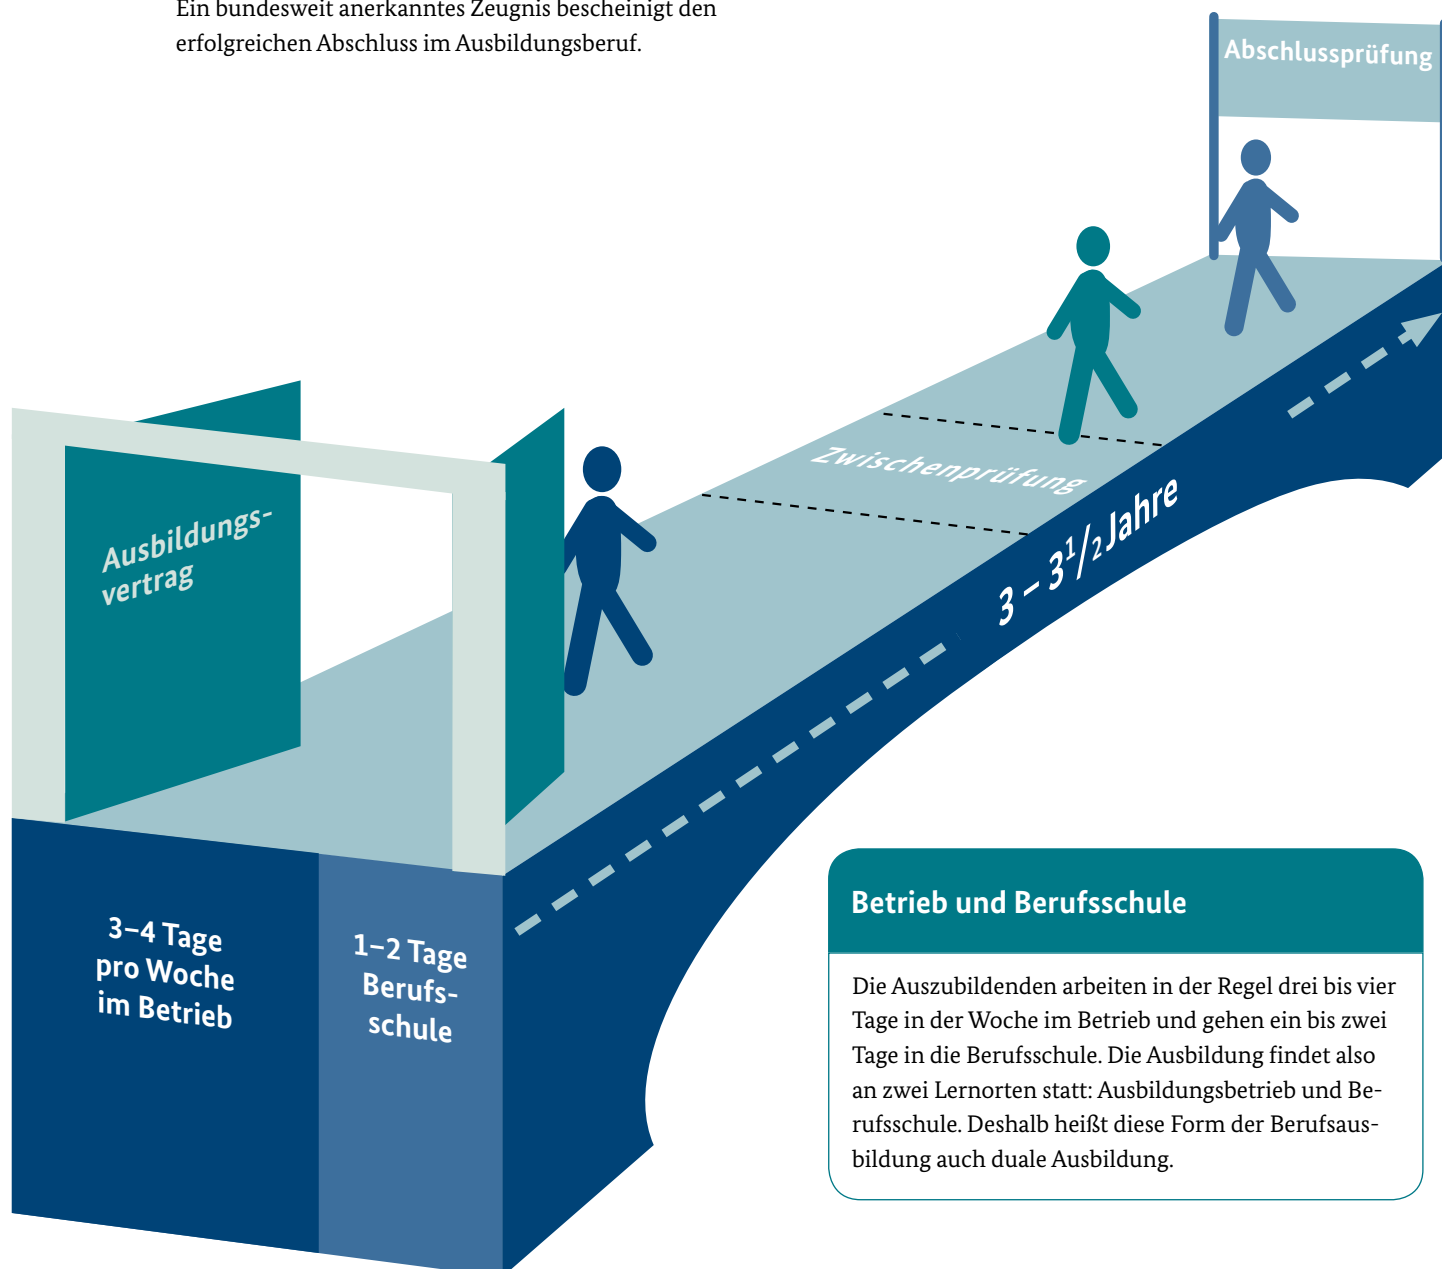 Ein bundesweit anerkanntes Zeugnis bescheinigt den
erfolgreichen Abschluss im Ausbildungsberuf.
Abschlussprüfung
Zwischenprüfung
3 – 3 1/2 Jahre
Ausbildungs-
vertrag
3–4 Tage
pro Woche
im Betrieb
1–2 Tage
Berufs-
schule
Betrieb und Berufsschule
Die Auszubildenden arbeiten in der Regel drei bis vier
Tage in der Woche im Betrieb und gehen ein bis zwei
Tage in die Berufsschule. Die Ausbildung findet also
an zwei Lernorten statt: Ausbildungsbetrieb und Be-
rufsschule. Deshalb heißt diese Form der Berufsaus-
bildung auch duale Ausbildung.